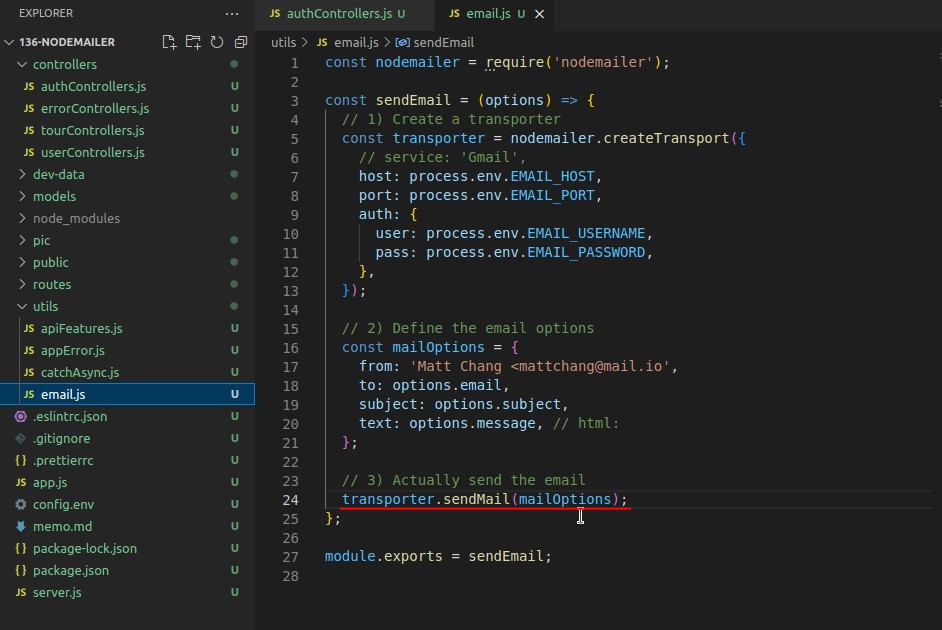 EXPLORER ...
136-NODEMAILER
controllers
JS authControllers.js U
JS errorControllers.js U
JS tourControllers.js U
JS userControllers.js U
dev-data
models
node_modules
pic
public
routes
utils
JS apiFeatures.js U
JS appError.js U
JS catchAsync.js U
JS email.js U
.eslintrc.json U
.gitignore U
{} .prettierrc U
JS app.js U
config.env U
memo.md U
{} package-lock.json U
{} package.json U
JS server.js U
JS authControllers.js U
JS email.js U
utils > JS email.js > sendEmail
1 const nodemailer = require('nodemailer');
2
3 const sendEmail = (options) => {
4 // 1) Create a transporter
5 const transporter = nodemailer.createTransport({
6 // service: 'Gmail',
7 host: process.env.EMAIL_HOST,
8 port: process.env.EMAIL_PORT,
9 auth: {
10 user: process.env.EMAIL_USERNAME,
11 pass: process.env.EMAIL_PASSWORD,
12 },
13 });
14
15 // 2) Define the email options
16 const mailOptions = {
17 from: 'Matt Chang <mattchang@mail.io',
18 to: options.email,
19 subject: options.subject,
20 text: options.message, // html:
21 };
22
23 // 3) Actually send the email
24 transporter.sendMail(mailOptions);
25 };
26
27 module.exports = sendEmail;
28